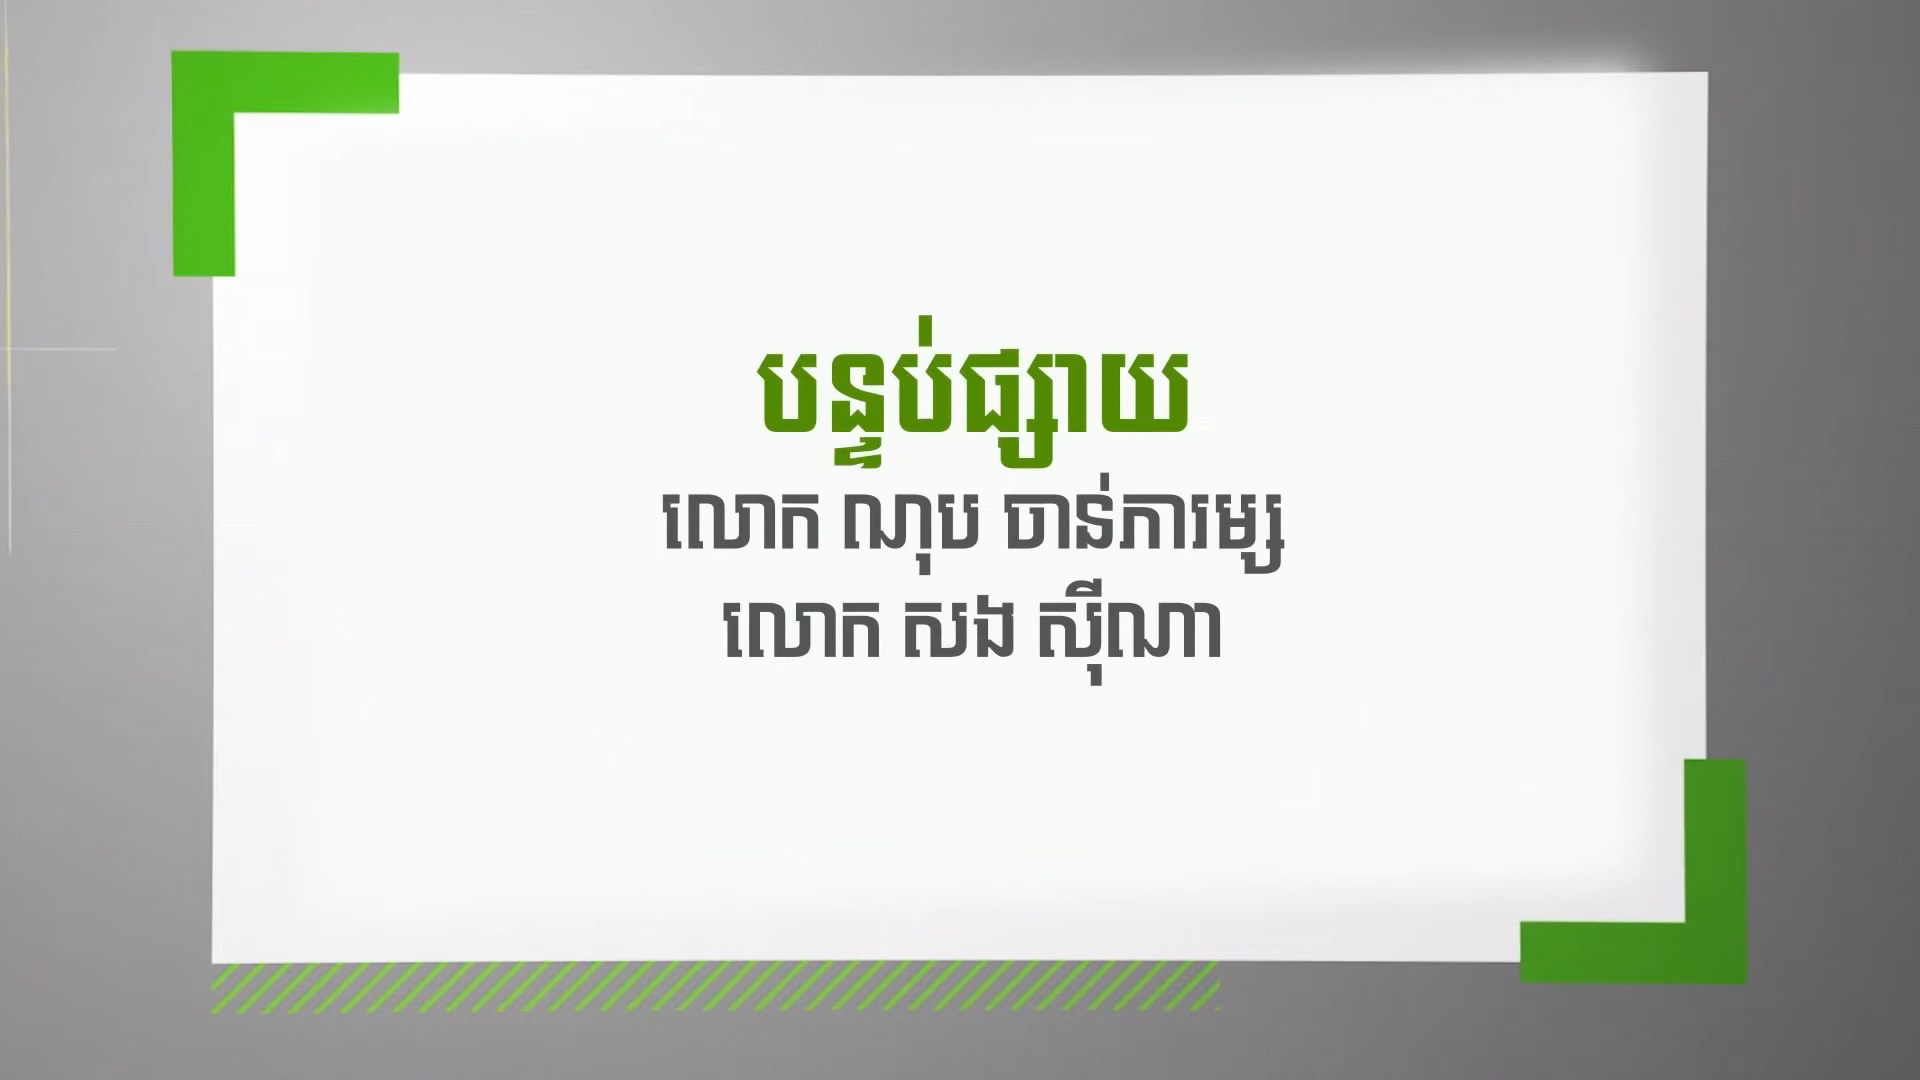 បន្ទប់ផ្សាយ
លោក ណុប ចាន់ភារម្ស
លោក សង ស៊ីណា